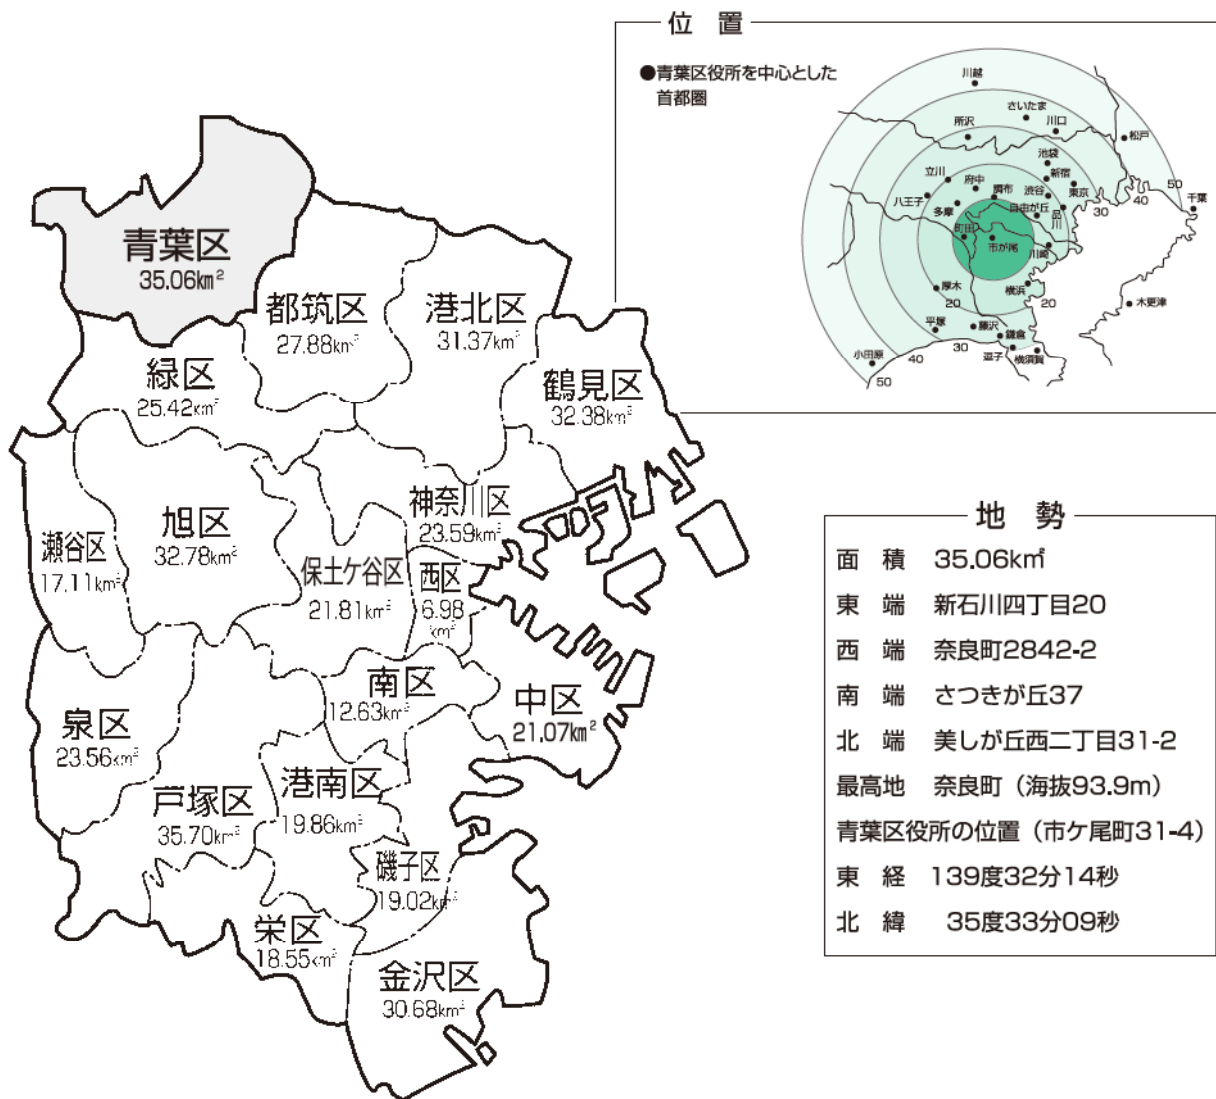 位 置
●青葉区役所を中心とした
首都圏
川越
さいたま
川口
所沢
松戸
池袋
立川
府中
新宿
調布
渋谷
東京
八王子
多摩
自由が丘
品川
30
40
50
千葉
町田
市が尾
川崎
厚木
横浜
20
20
木更津
平塚
藤沢
鎌倉
小田原
40
30
逗子
横須賀
50
青葉区
35.06km²
都筑区
27.88km²
港北区
31.37km²
緑区
25.42km²
鶴見区
32.38km²
神奈川区
23.59km²
旭区
32.78km²
瀬谷区
17.11km²
保土ケ谷区
21.81km²
西区
6.98
km²
南区
12.63km²
中区
21.07km²
泉区
23.56km²
港南区
19.86km²
戸塚区
35.70km²
磯子区
19.02km²
栄区
18.55km²
金沢区
30.68km²
地 勢
面 積 35.06k㎡
東 端 新石川四丁目20
西 端 奈良町2842-2
南 端 さつきが丘37
北 端 美しが丘西二丁目31-2
最高地 奈良町（海抜93.9m）
青葉区役所の位置（市ケ尾町31-4）
東 経 139度32分14秒
北 緯 35度33分09秒